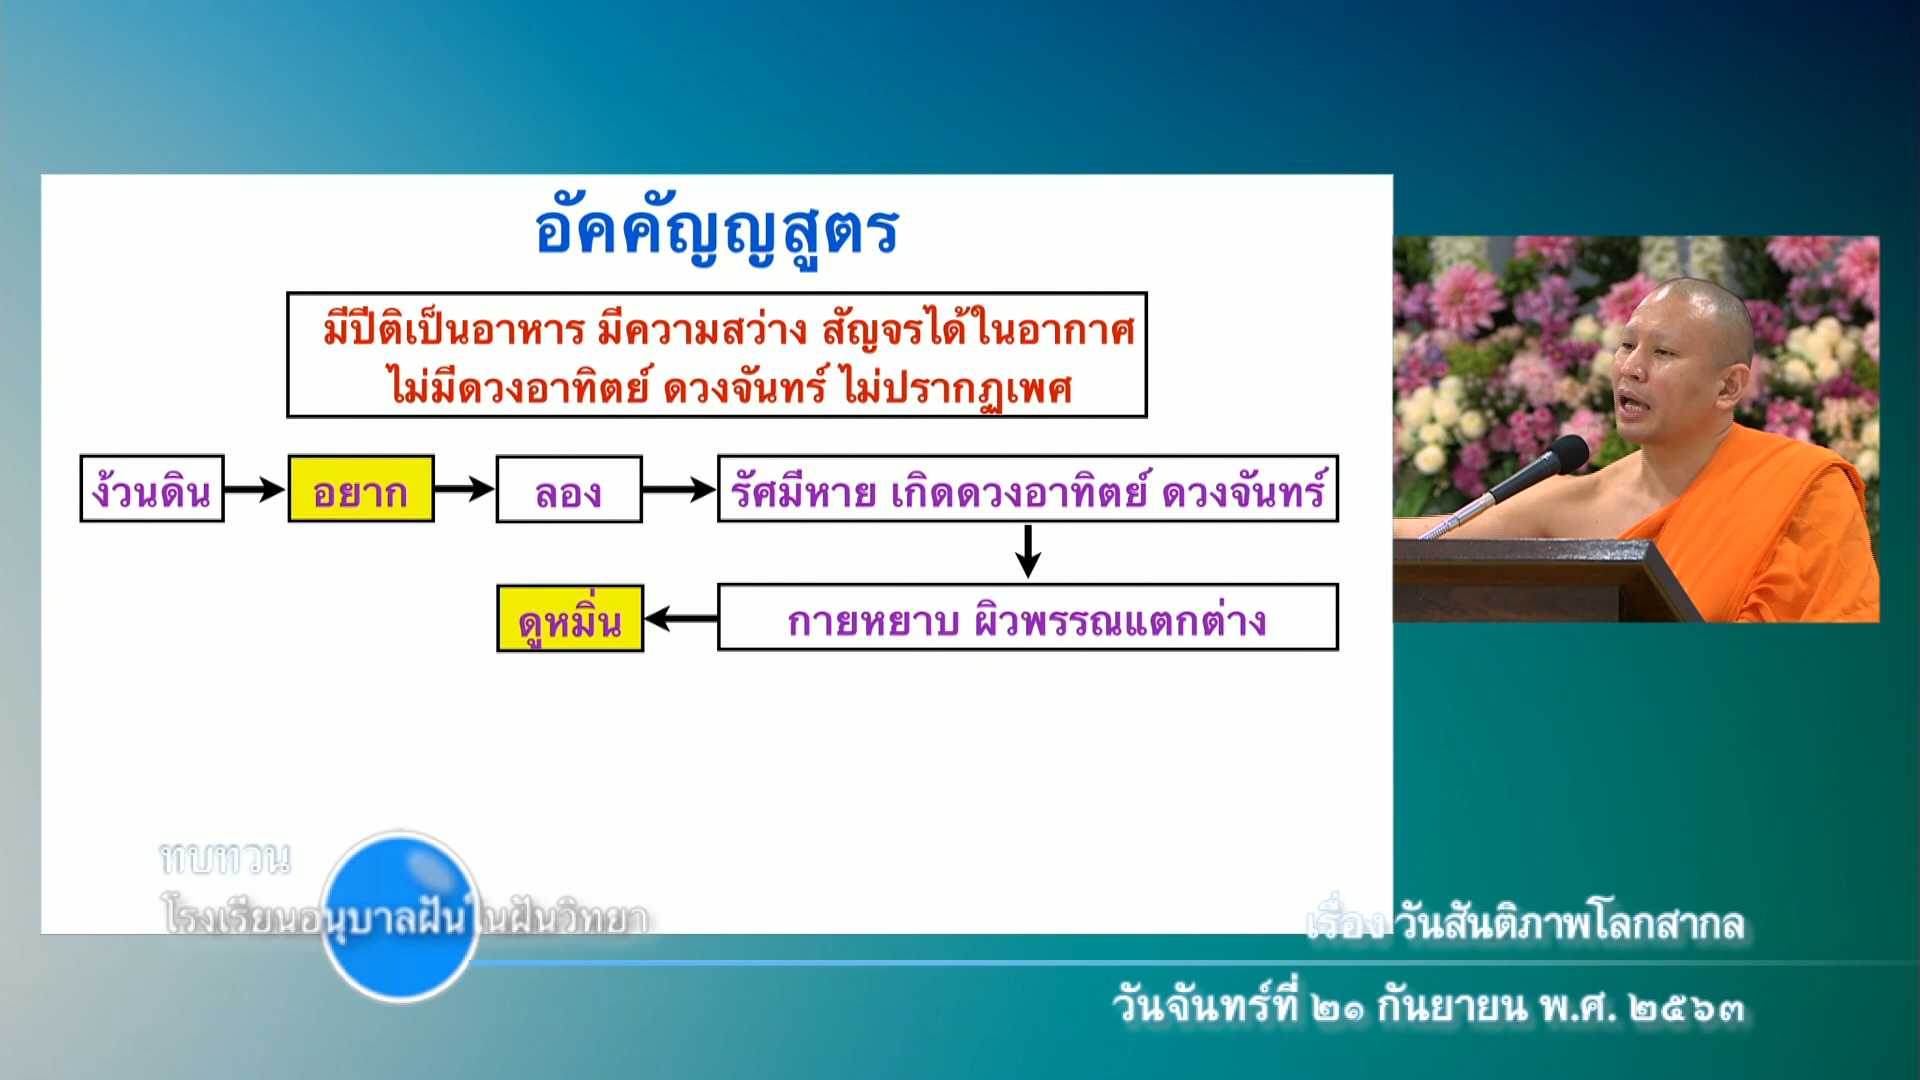 อัคคัญญสูตร
มีปีติเป็นอาหาร มีความสว่าง สัญจรได้ในอากาศ
ไม่มีดวงอาทิตย์ ดวงจันทร์ ไม่ปรากฏเพศ
ง้วนดิน
อยาก
ลอง
รัศมีหาย เกิดดวงอาทิตย์ ดวงจันทร์
กายหยาบ ผิวพรรณแตกต่าง
ดูหมิ่น
ทบทวน
โรงเรียนอนุบาลฝันในฝันวิทยา
เรื่อง วันสันติภาพโลกสากล
วันจันทร์ที่ ๒๑ กันยายน พ.ศ. ๒๕๖๓